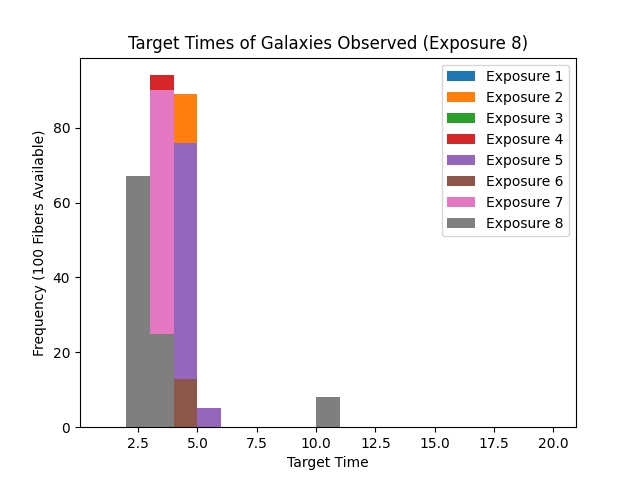 Target Times of Galaxies Observed (Exposure 8)
Exposure 1
Exposure 2
Exposure 3
Exposure 4
Exposure 5
Exposure 6
Exposure 7
Exposure 8
Frequency (100 Fibers Available)
80
60
40
20
0
2.5 5.0 7.5 10.0 12.5 15.0 17.5 20.0
Target Time